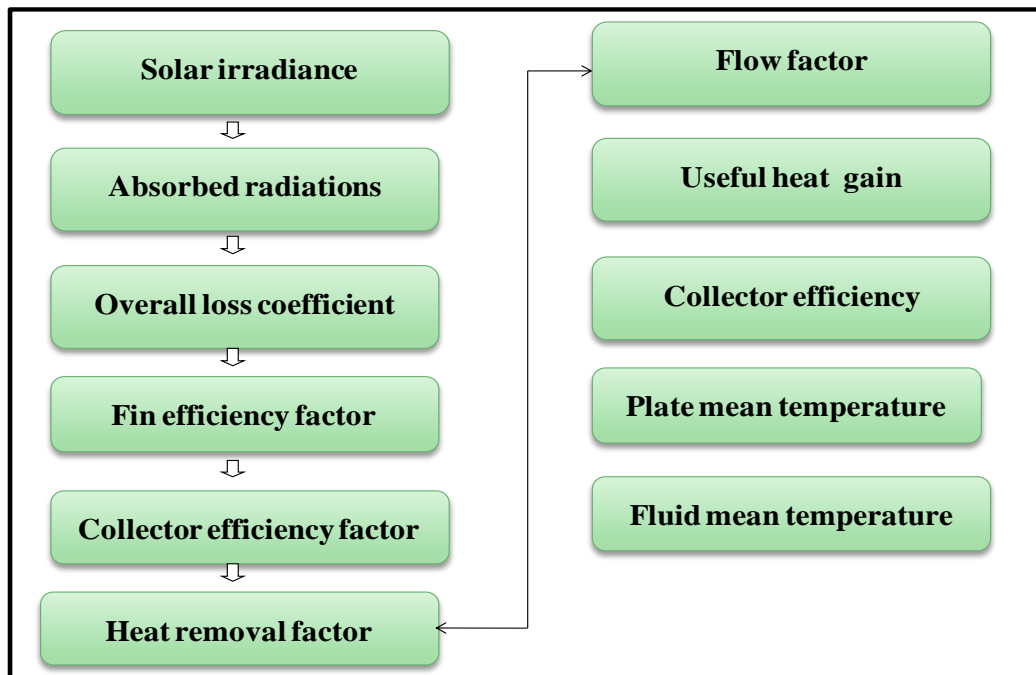 Solar irradiance
Absorbed radiations
Overall loss coefficient
Fin efficiency factor
Collector efficiency factor
Heat removal factor
Flow factor
Useful heat gain
Collector efficiency
Plate mean temperature
Fluid mean temperature